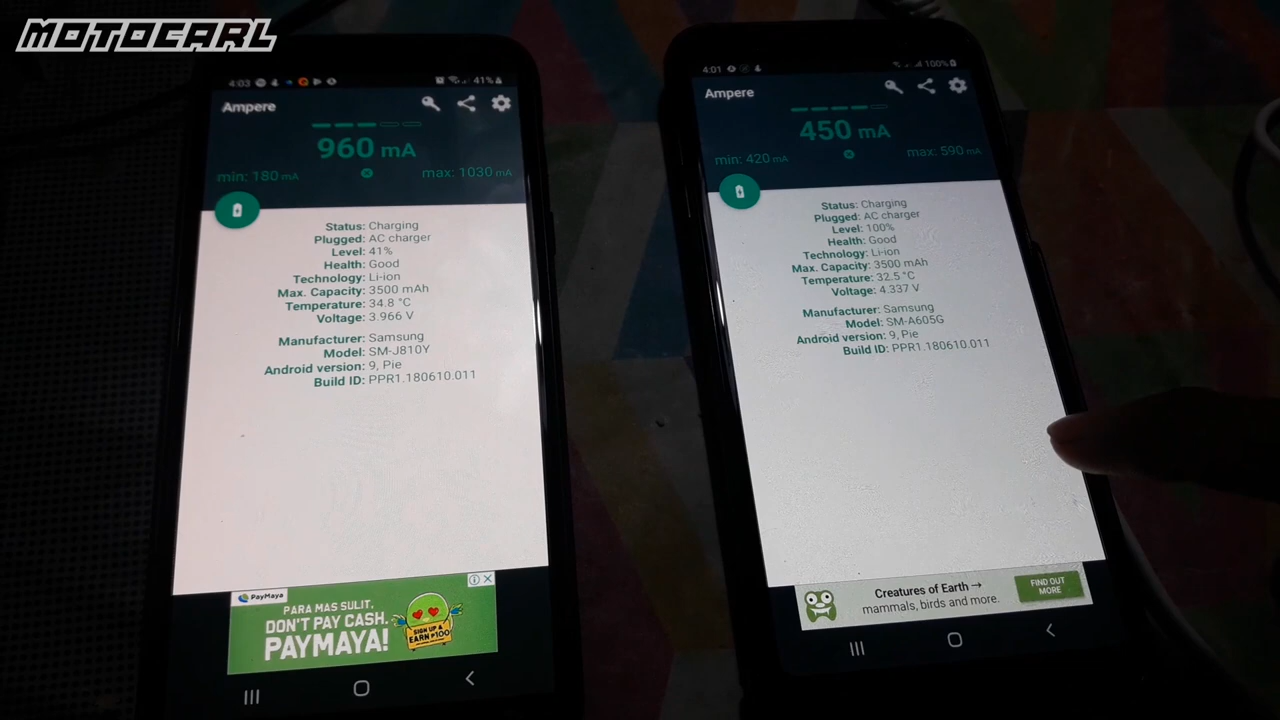 MOTOCARL
4:03
41%
Ampere
960 mA
min: 180 mA
max: 1030 mA
Status: Charging
Plugged: AC charger
Level: 41%
Health: Good
Technology: Li-ion
Max. Capacity: 3500 mAh
Temperature: 34.8 °C
Voltage: 3.966 V
Manufacturer: Samsung
Model: SM-J810Y
Android version: 9, Pie
Build ID: PPR1.180610.011
PayMaya
PARA MAS SULIT,
DON'T PAY CASH.
PAYMAYA!
SIGN UP &
EARN ₱100
4:01
100%
Ampere
450 mA
min: 420 mA
max: 590 mA
Status: Charging
Plugged: AC charger
Level: 100%
Health: Good
Technology: Li-ion
Max. Capacity: 3500 mAh
Temperature: 32.5 °C
Voltage: 4.337 V
Manufacturer: Samsung
Model: SM-A605G
Android version: 9, Pie
Build ID: PPR1.180610.011
Creatures of Earth →
mammals, birds and more.
FIND OUT
MORE